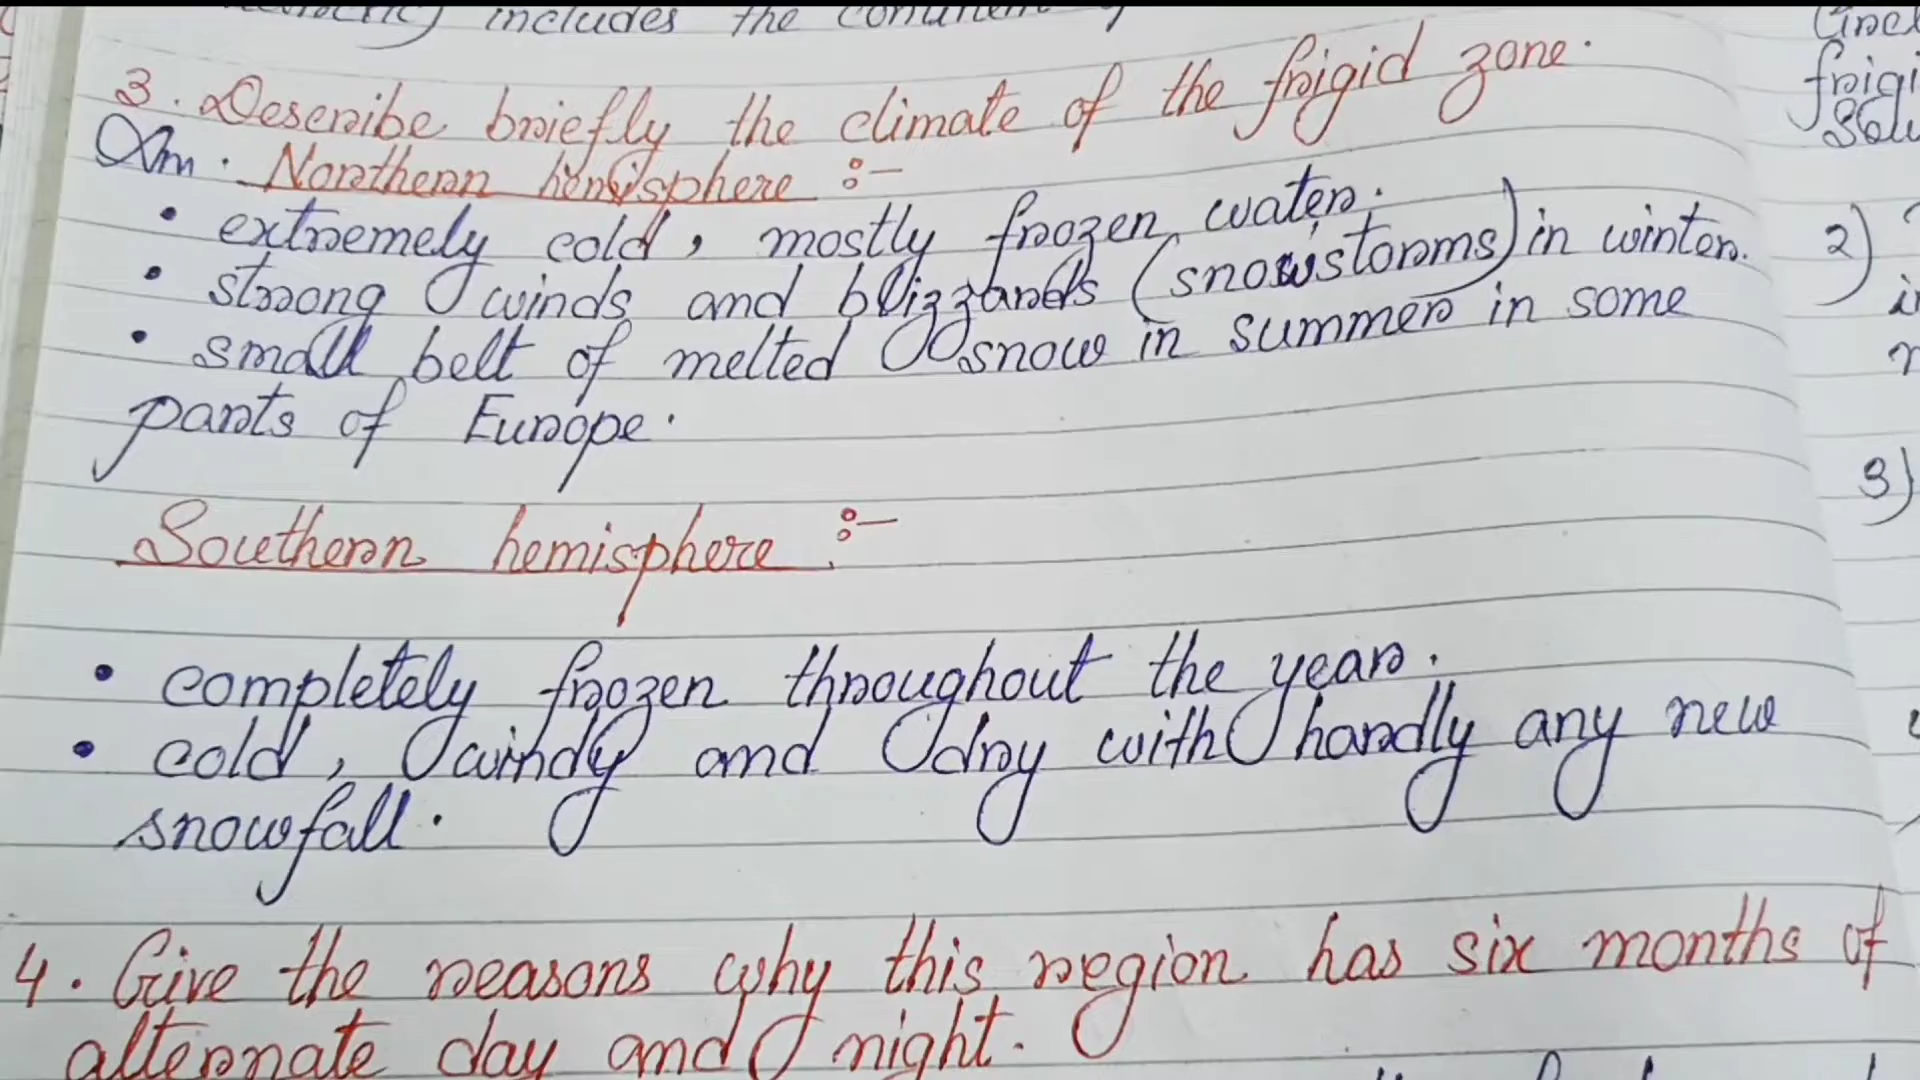 includes the
3. Describe briefly the climate of the frigid zone.
Ans. Northern hemisphere :-
• extremely cold, mostly frozen water.
• strong winds and blizzards (snowstorms) in winter.
• small belt of melted snow in summer in some
parts of Europe.
Southern hemisphere :-
• completely frozen throughout the year.
• cold, windy and dry with hardly any new
snowfall.
4. Give the reasons why this region has six months of
alternate day and night.
2)
3)